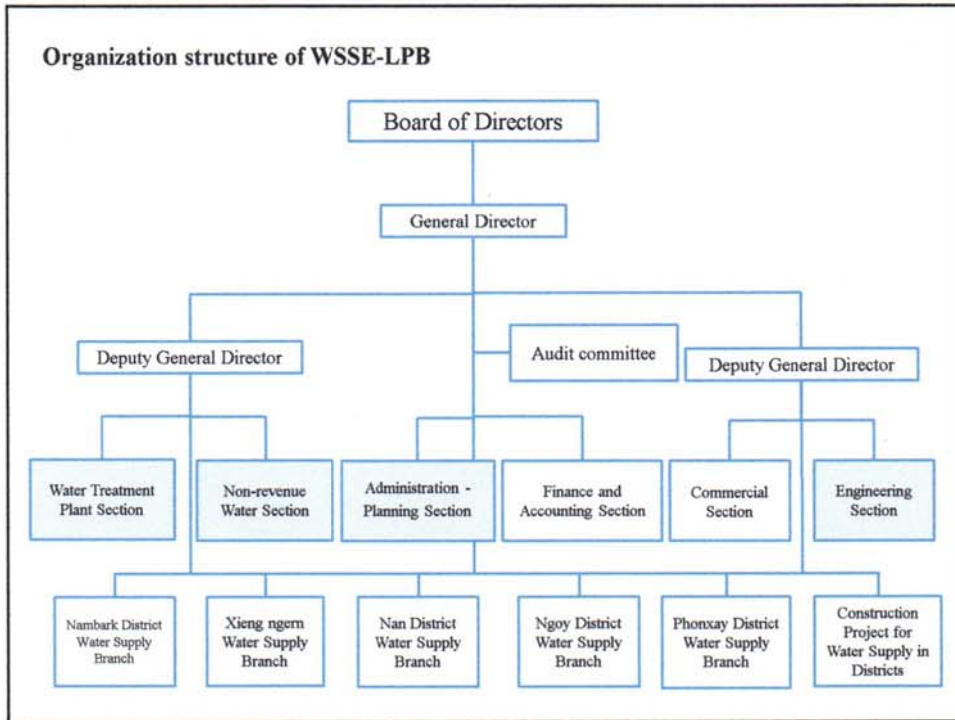 Organization structure of WSSE-LPB
Board of Directors
General Director
Deputy General Director
Audit committee
Deputy General Director
Water Treatment
Plant Section
Non-revenue
Water Section
Administration -
Planning Section
Finance and
Accounting Section
Commercial
Section
Engineering
Section
Nambark District
Water Supply
Branch
Xieng ngern
Water Supply
Branch
Nan District
Water Supply
Branch
Ngoy District
Water Supply
Branch
Phonxay District
Water Supply
Branch
Construction
Project for
Water Supply in
Districts